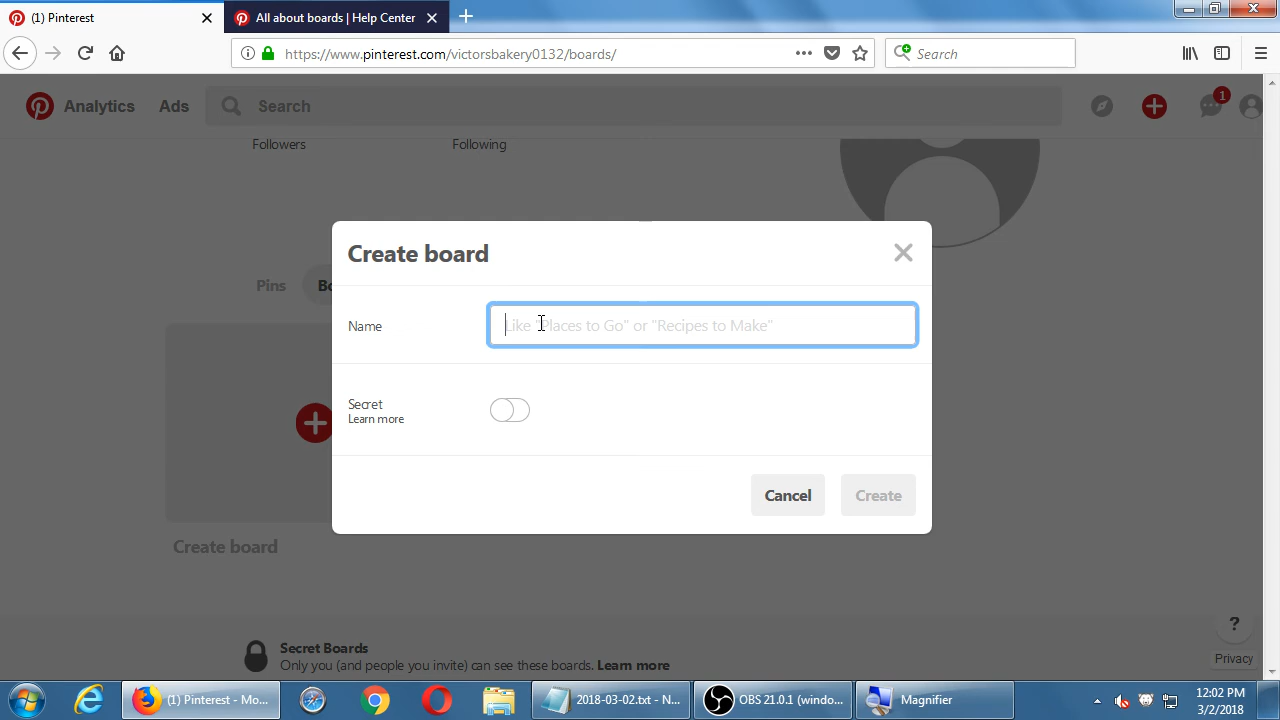 (1) Pinterest
All about boards | Help Center
https://www.pinterest.com/victorsbakery0132/boards/
Search
Analytics
Ads
Search
1
Followers
Following
Create board
Pins
Bo
Name
Like "Places to Go" or "Recipes to Make"
Secret
Learn more
Cancel
Create
Create board
Secret Boards
Only you (and people you invite) can see these boards. Learn more
?
Privacy
(1) Pinterest - Mo...
2018-03-02.txt - N...
OBS 21.0.1 (windo...
Magnifier
12:02 PM
3/2/2018